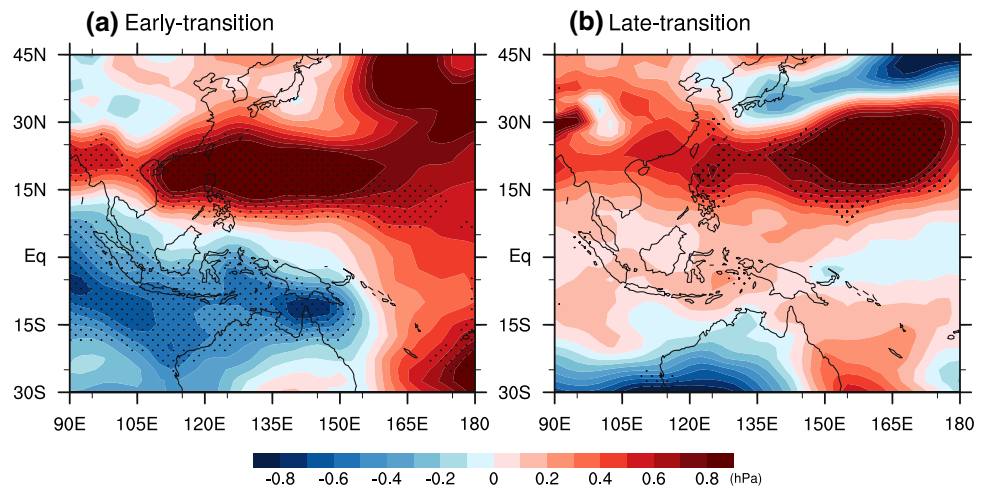 (a) Early-transition
(b) Late-transition
45N
30N
15N
Eq
15S
30S
90E 105E 120E 135E 150E 165E 180
45N
30N
15N
Eq
15S
30S
90E 105E 120E 135E 150E 165E 180
-0.8 -0.6 -0.4 -0.2 0 0.2 0.4 0.6 0.8 (hPa)